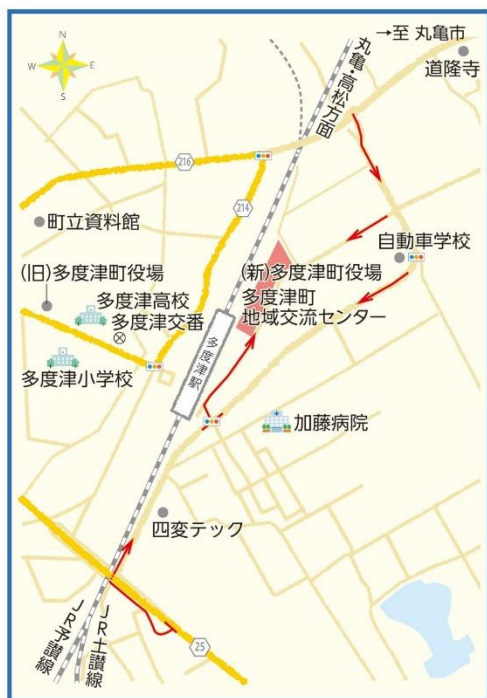 →至 丸亀市
道隆寺
N
W
E
S
丸亀・高松方面
216
214
町立資料館
自動車学校
(旧)多度津町役場
多度津高校
多度津交番
(新)多度津町役場
多度津町
地域交流センター
多度津小学校
多度津駅
加藤病院
四変テック
25
JR予讃線
JR土讃線